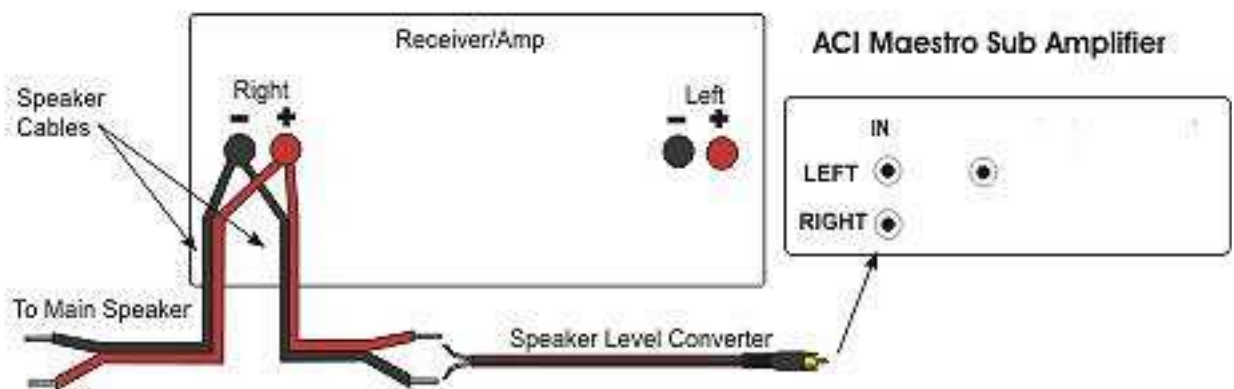 Receiver/Amp
ACI Maestro Sub Amplifier
Speaker
Cables
Right
- +
Left
- +
IN
LEFT
RIGHT
To Main Speaker
Speaker Level Converter